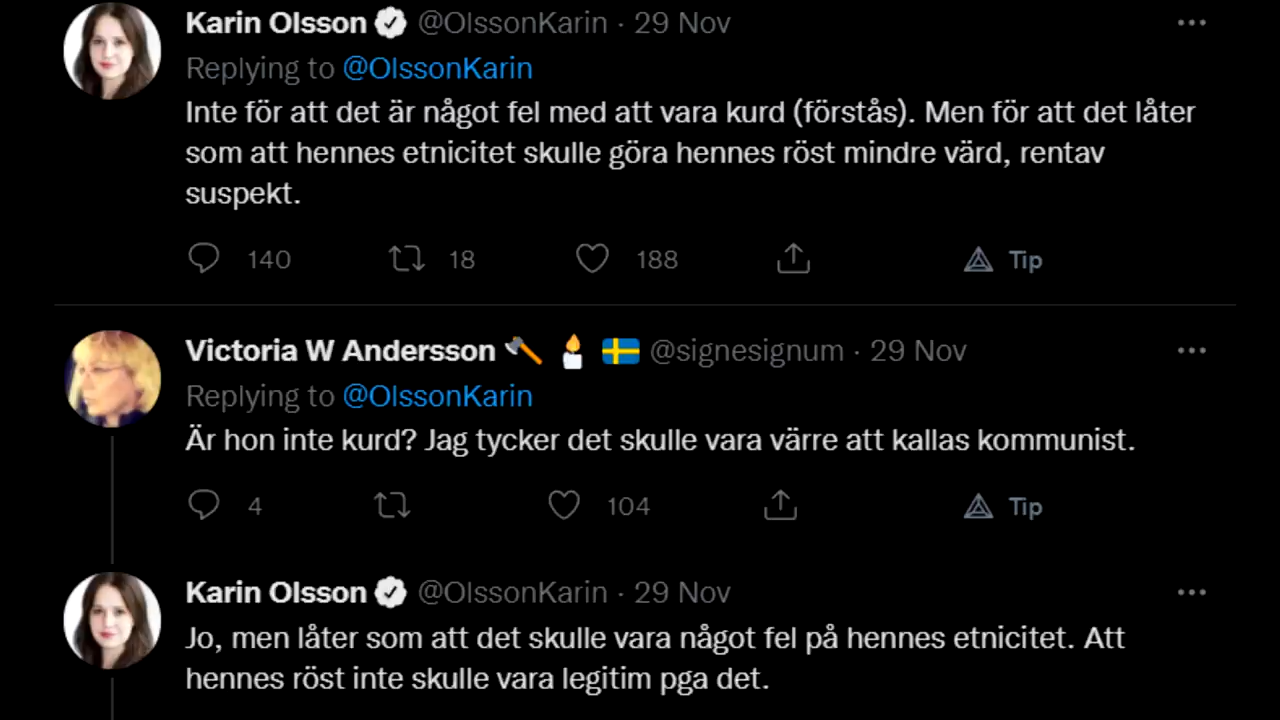 Karin Olsson @OlssonKarin · 29 Nov
Replying to @OlssonKarin
Inte för att det är något fel med att vara kurd (förstås). Men för att det låter
som att hennes etnicitet skulle göra hennes röst mindre värd, rentav
suspekt.
140 18 188 Tip
Victoria W Andersson 🪓 🕯️ 🇸🇪 @signesignum · 29 Nov
Replying to @OlssonKarin
Är hon inte kurd? Jag tycker det skulle vara värre att kallas kommunist.
4 104 Tip
Karin Olsson @OlssonKarin · 29 Nov
Jo, men låter som att det skulle vara något fel på hennes etnicitet. Att
hennes röst inte skulle vara legitim pga det.